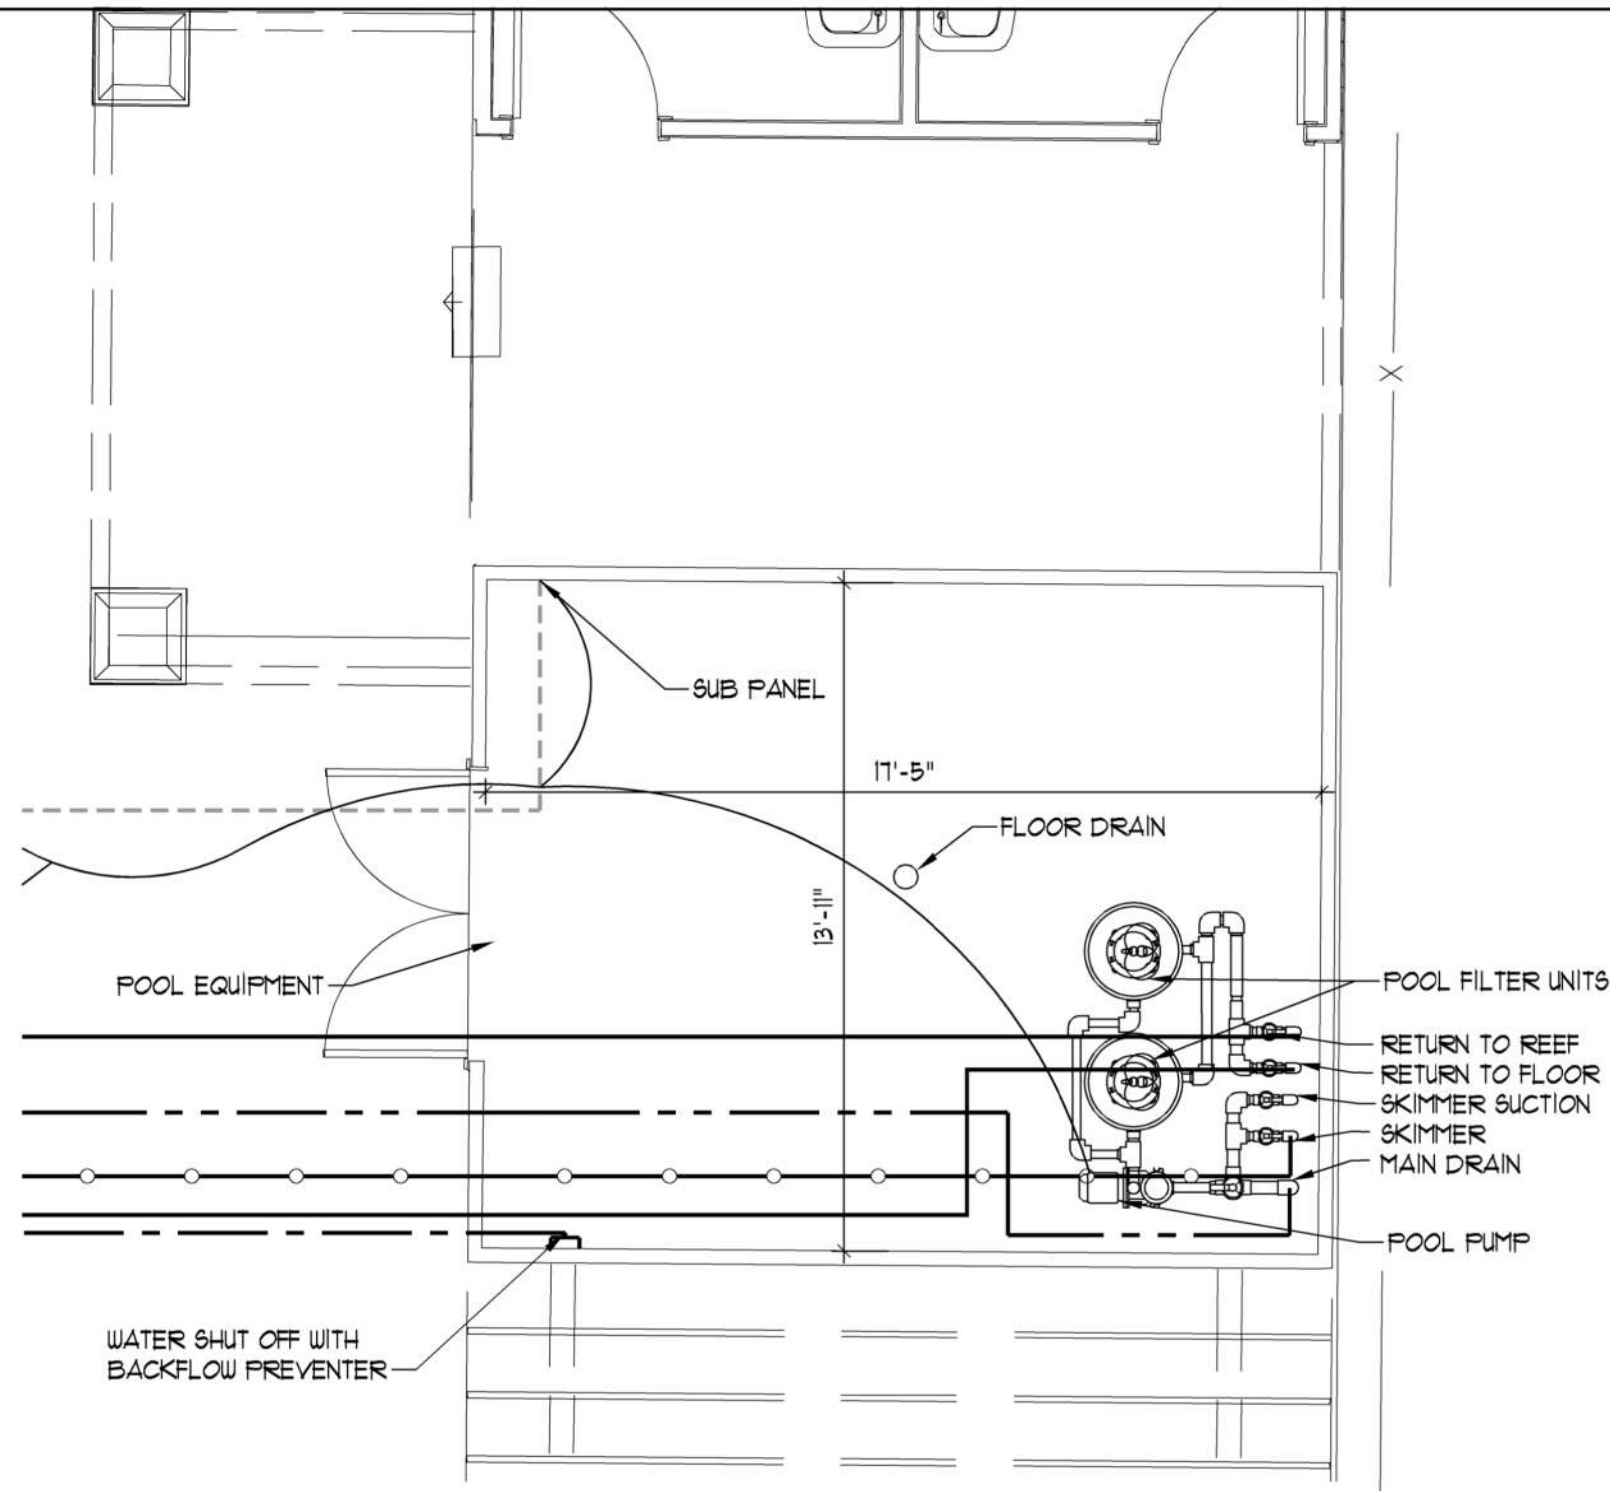 X
SUB PANEL
17'-5"
FLOOR DRAIN
13'-11"
POOL EQUIPMENT
POOL FILTER UNITS
RETURN TO REEF
RETURN TO FLOOR
SKIMMER SUCTION
SKIMMER
MAIN DRAIN
POOL PUMP
WATER SHUT OFF WITH
BACKFLOW PREVENTER